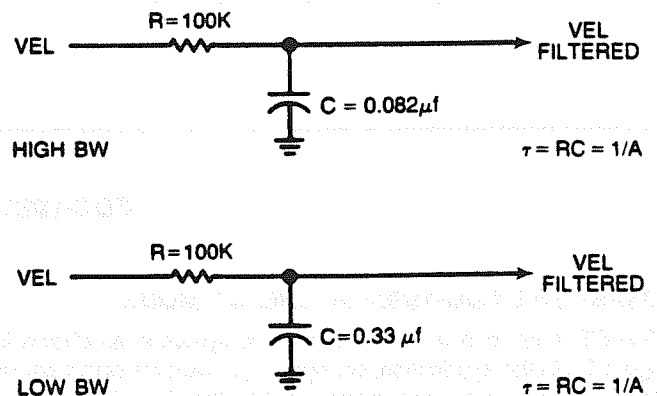 R=100K
VEL
VEL FILTERED
C = 0.082µf
HIGH BW
τ = RC = 1/A
R=100K
VEL
VEL FILTERED
C=0.33 µf
LOW BW
τ = RC = 1/A